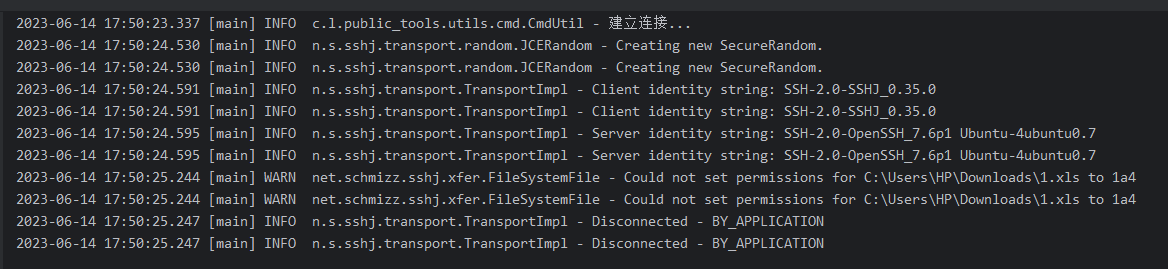 2023-06-14 17:50:23.337 [main] INFO  c.l.public_tools.utils.cmd.CmdUtil - 建立连接...
2023-06-14 17:50:24.530 [main] INFO  n.s.sshj.transport.random.JCERandom - Creating new SecureRandom.
2023-06-14 17:50:24.530 [main] INFO  n.s.sshj.transport.random.JCERandom - Creating new SecureRandom.
2023-06-14 17:50:24.591 [main] INFO  n.s.sshj.transport.TransportImpl - Client identity string: SSH-2.0-SSHJ_0.35.0
2023-06-14 17:50:24.591 [main] INFO  n.s.sshj.transport.TransportImpl - Client identity string: SSH-2.0-SSHJ_0.35.0
2023-06-14 17:50:24.595 [main] INFO  n.s.sshj.transport.TransportImpl - Server identity string: SSH-2.0-OpenSSH_7.6p1 Ubuntu-4ubuntu0.7
2023-06-14 17:50:24.595 [main] INFO  n.s.sshj.transport.TransportImpl - Server identity string: SSH-2.0-OpenSSH_7.6p1 Ubuntu-4ubuntu0.7
2023-06-14 17:50:25.244 [main] WARN  net.schmizz.sshj.xfer.FileSystemFile - Could not set permissions for C:\Users\HP\Downloads\1.xls to 1a4
2023-06-14 17:50:25.244 [main] WARN  net.schmizz.sshj.xfer.FileSystemFile - Could not set permissions for C:\Users\HP\Downloads\1.xls to 1a4
2023-06-14 17:50:25.247 [main] INFO  n.s.sshj.transport.TransportImpl - Disconnected - BY_APPLICATION
2023-06-14 17:50:25.247 [main] INFO  n.s.sshj.transport.TransportImpl - Disconnected - BY_APPLICATION